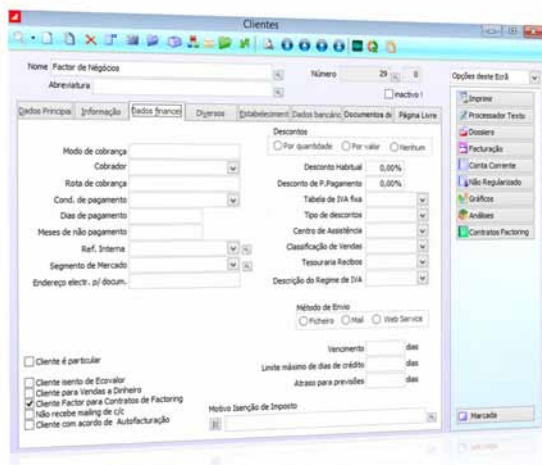 Clientes
Nome Factor de Négócios
Número 29 0
Abreviatura
Inactivo !
Opções deste Ecrã
Dados Principai Informação Dados financei Diversos Estabeleciment Dados bancário Documentos de Página Livre
Modo de cobrança
Cobrador
Rota de cobrança
Cond. de pagamento
Dias de pagamento
Meses de não pagamento
Ref. Interna
Segmento de Mercado
Endereço electr. p/ docum.
Descontos
Por quantidade Por valor Nenhum
Desconto Habitual 0,00%
Desconto de P.Pagamento 0,00%
Tabela de IVA fixa
Tipo de descontos
Centro de Assistência
Classificação de Vendas
Tesouraria Recibos
Descrição do Regime de IVA
Método de Envio
Ficheiro Mail Web Service
Vencimento dias
Limite máximo de dias de crédito dias
Atraso para previsões dias
Cliente é particular
Cliente isento de Ecovalor
Cliente para Vendas a Dinheiro
Cliente Factor para Contratos de Factoring
Não recebe mailing de c/c
Cliente com acordo de Autofacturação
Motivo Isenção de Imposto
Imprimir
Processador Texto
Dossiers
Facturação
Conta Corrente
Não Regularizado
Gráficos
Análises
Contratos Factoring
Marcada